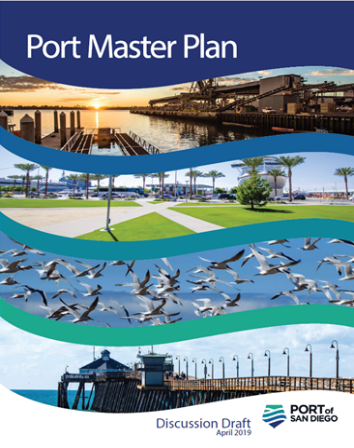 Port Master Plan
Discussion Draft
April 2019
PORT of
SAN DIEGO